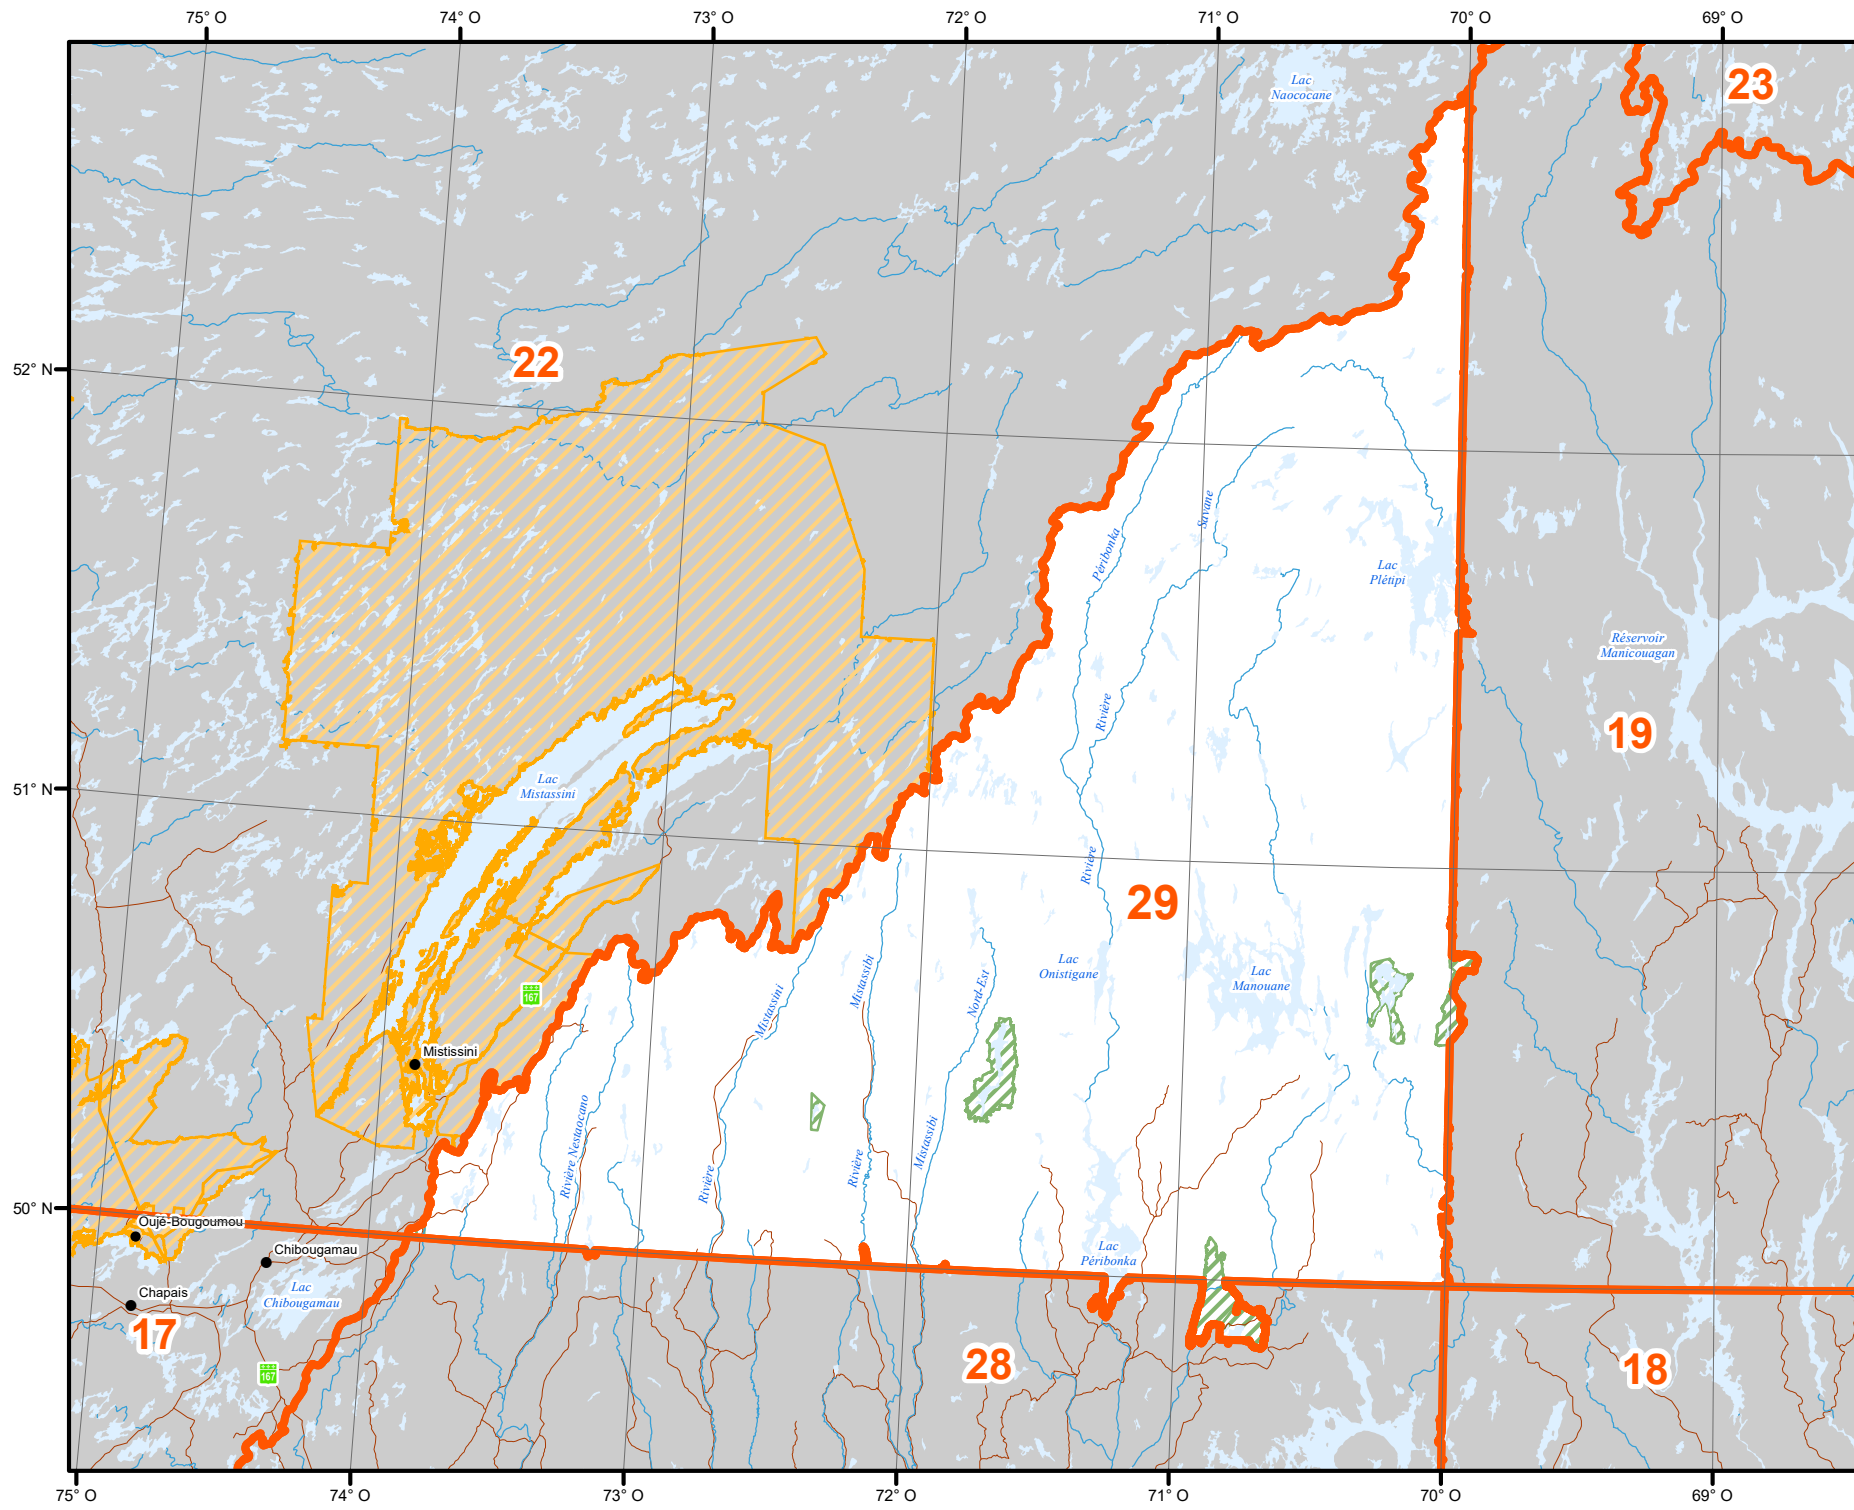 75° O
74° O
73° O
72° O
71° O
70° O
69° O
Lac
Naococane
23
52° N
22
Péribonka
Savane
Lac
Plétipi
Réservoir
Manicouagan
Rivière
19
51° N
Lac
Mistassini
Rivière
29
Lac
Onistigane
Lac
Manouane
Mistassini
Mistassibi
Nord-Est
167
Mistissini
Rivière Nestaocano
Rivière
Rivière
Mistassibi
50° N
Oujé-Bougoumou
Chibougamau
Lac
Péribonka
Chapais
Lac
Chibougamau
17
167
28
18
75° O
74° O
73° O
72° O
71° O
70° O
69° O